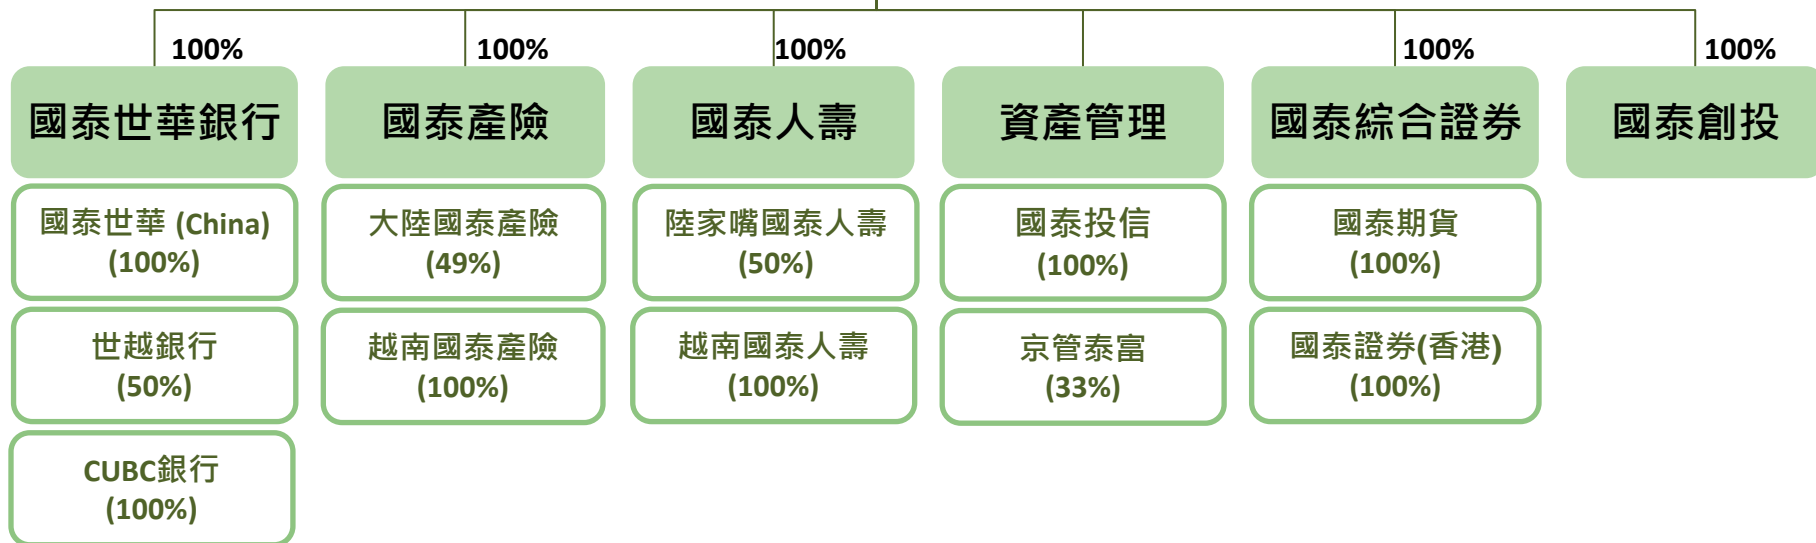 100%
國泰世華銀行
國泰世華 (China)
(100%)
世越銀行
(50%)
CUBC銀行
(100%)
100%
國泰產險
大陸國泰產險
(49%)
越南國泰產險
(100%)
100%
國泰人壽
陸家嘴國泰人壽
(50%)
越南國泰人壽
(100%)
資產管理
國泰投信
(100%)
京管泰富
(33%)
100%
國泰綜合證券
國泰期貨
(100%)
國泰證券(香港)
(100%)
100%
國泰創投